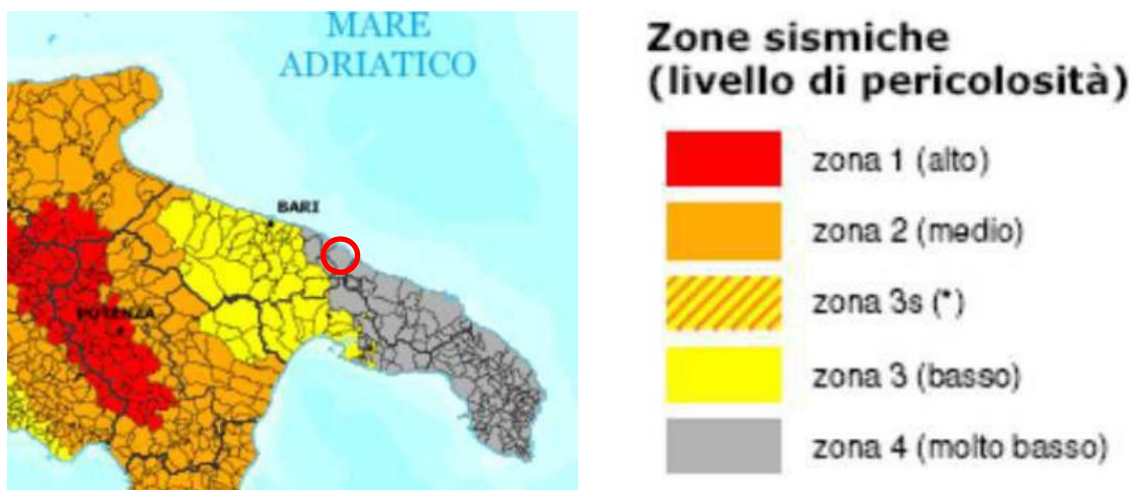 MARE
ADRIATICO
BARI
POTENZA
Zone sismiche
(livello di pericolosità)
zona 1 (alto)
zona 2 (medio)
zona 3s (*)
zona 3 (basso)
zona 4 (molto basso)